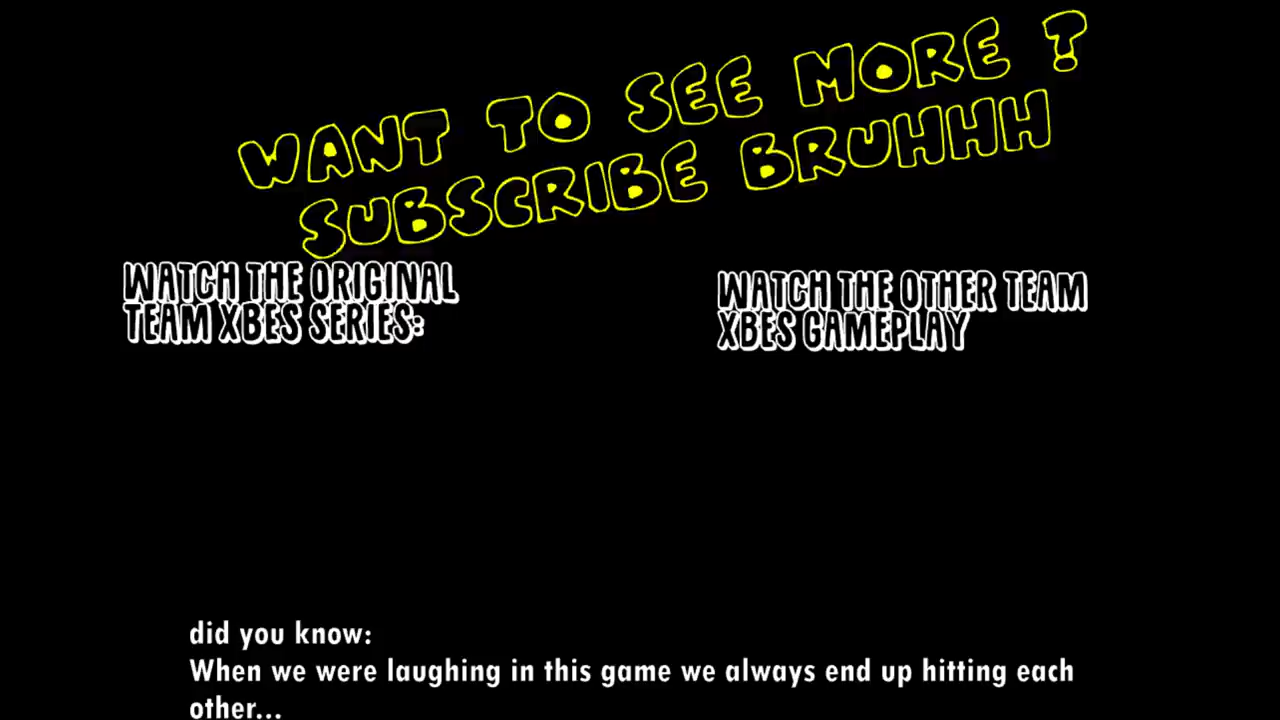 WANT TO SEE MORE ?
SUBSCRIBE BRUHHH
WATCH THE ORIGINAL
TEAM XBES SERIES:
WATCH THE OTHER TEAM
XBES GAMEPLAY
did you know:
When we were laughing in this game we always end up hitting each
other...